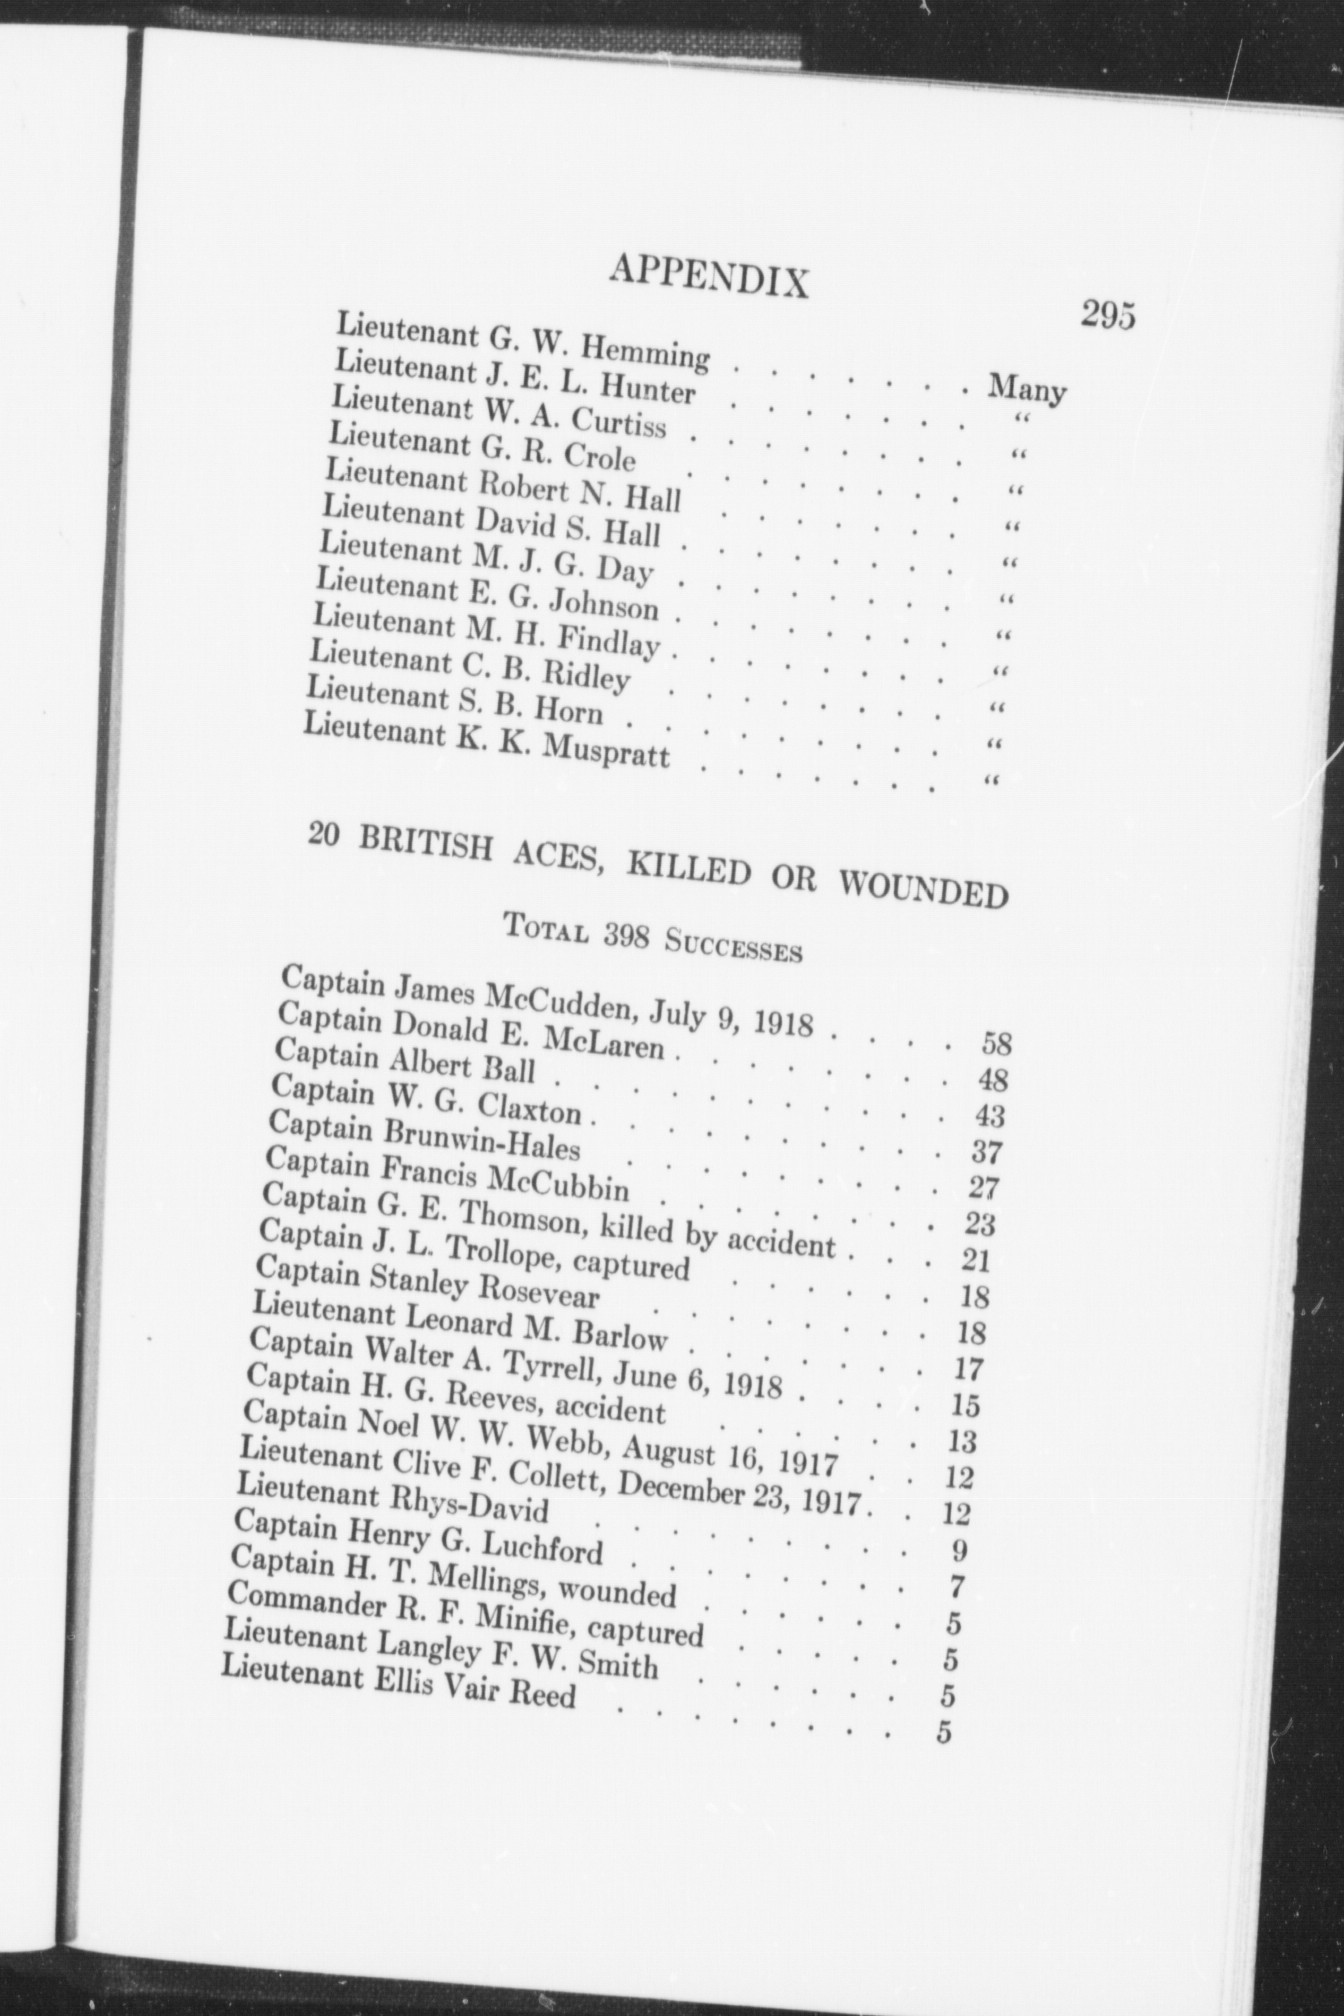 APPENDIX 295
Lieutenant G. W. Hemming . . . . . . . Many
Lieutenant J. E. L. Hunter . . . . . . . “
Lieutenant W. A. Curtiss . . . . . . . . “
Lieutenant G. R. Crole . . . . . . . . “
Lieutenant Robert N. Hall . . . . . . . “
Lieutenant David S. Hall . . . . . . . . “
Lieutenant M. J. G. Day . . . . . . . . “
Lieutenant E. G. Johnson . . . . . . . . “
Lieutenant M. H. Findlay . . . . . . . . “
Lieutenant C. B. Ridley . . . . . . . . “
Lieutenant S. B. Horn . . . . . . . . . “
Lieutenant K. K. Muspratt . . . . . . . “
20 BRITISH ACES, KILLED OR WOUNDED
TOTAL 398 SUCCESSES
Captain James McCudden, July 9, 1918 . . . . 58
Captain Donald E. McLaren . . . . . . . . 48
Captain Albert Ball . . . . . . . . . . . 43
Captain W. G. Claxton . . . . . . . . . . 37
Captain Brunwin-Hales . . . . . . . . . 27
Captain Francis McCubbin . . . . . . . . 23
Captain G. E. Thomson, killed by accident . . . 21
Captain J. L. Trollope, captured . . . . . . 18
Captain Stanley Rosevear . . . . . . . . 18
Lieutenant Leonard M. Barlow . . . . . . . 17
Captain Walter A. Tyrrell, June 6, 1918 . . . . 15
Captain H. G. Reeves, accident . . . . . . 13
Captain Noel W. W. Webb, August 16, 1917 . . 12
Lieutenant Clive F. Collett, December 23, 1917 . . 12
Lieutenant Rhys-David . . . . . . . . . 9
Captain Henry G. Luchford . . . . . . . . 7
Captain H. T. Mellings, wounded . . . . . . 5
Commander R. F. Minifie, captured . . . . . 5
Lieutenant Langley F. W. Smith . . . . . . 5
Lieutenant Ellis Vair Reed . . . . . . . . 5